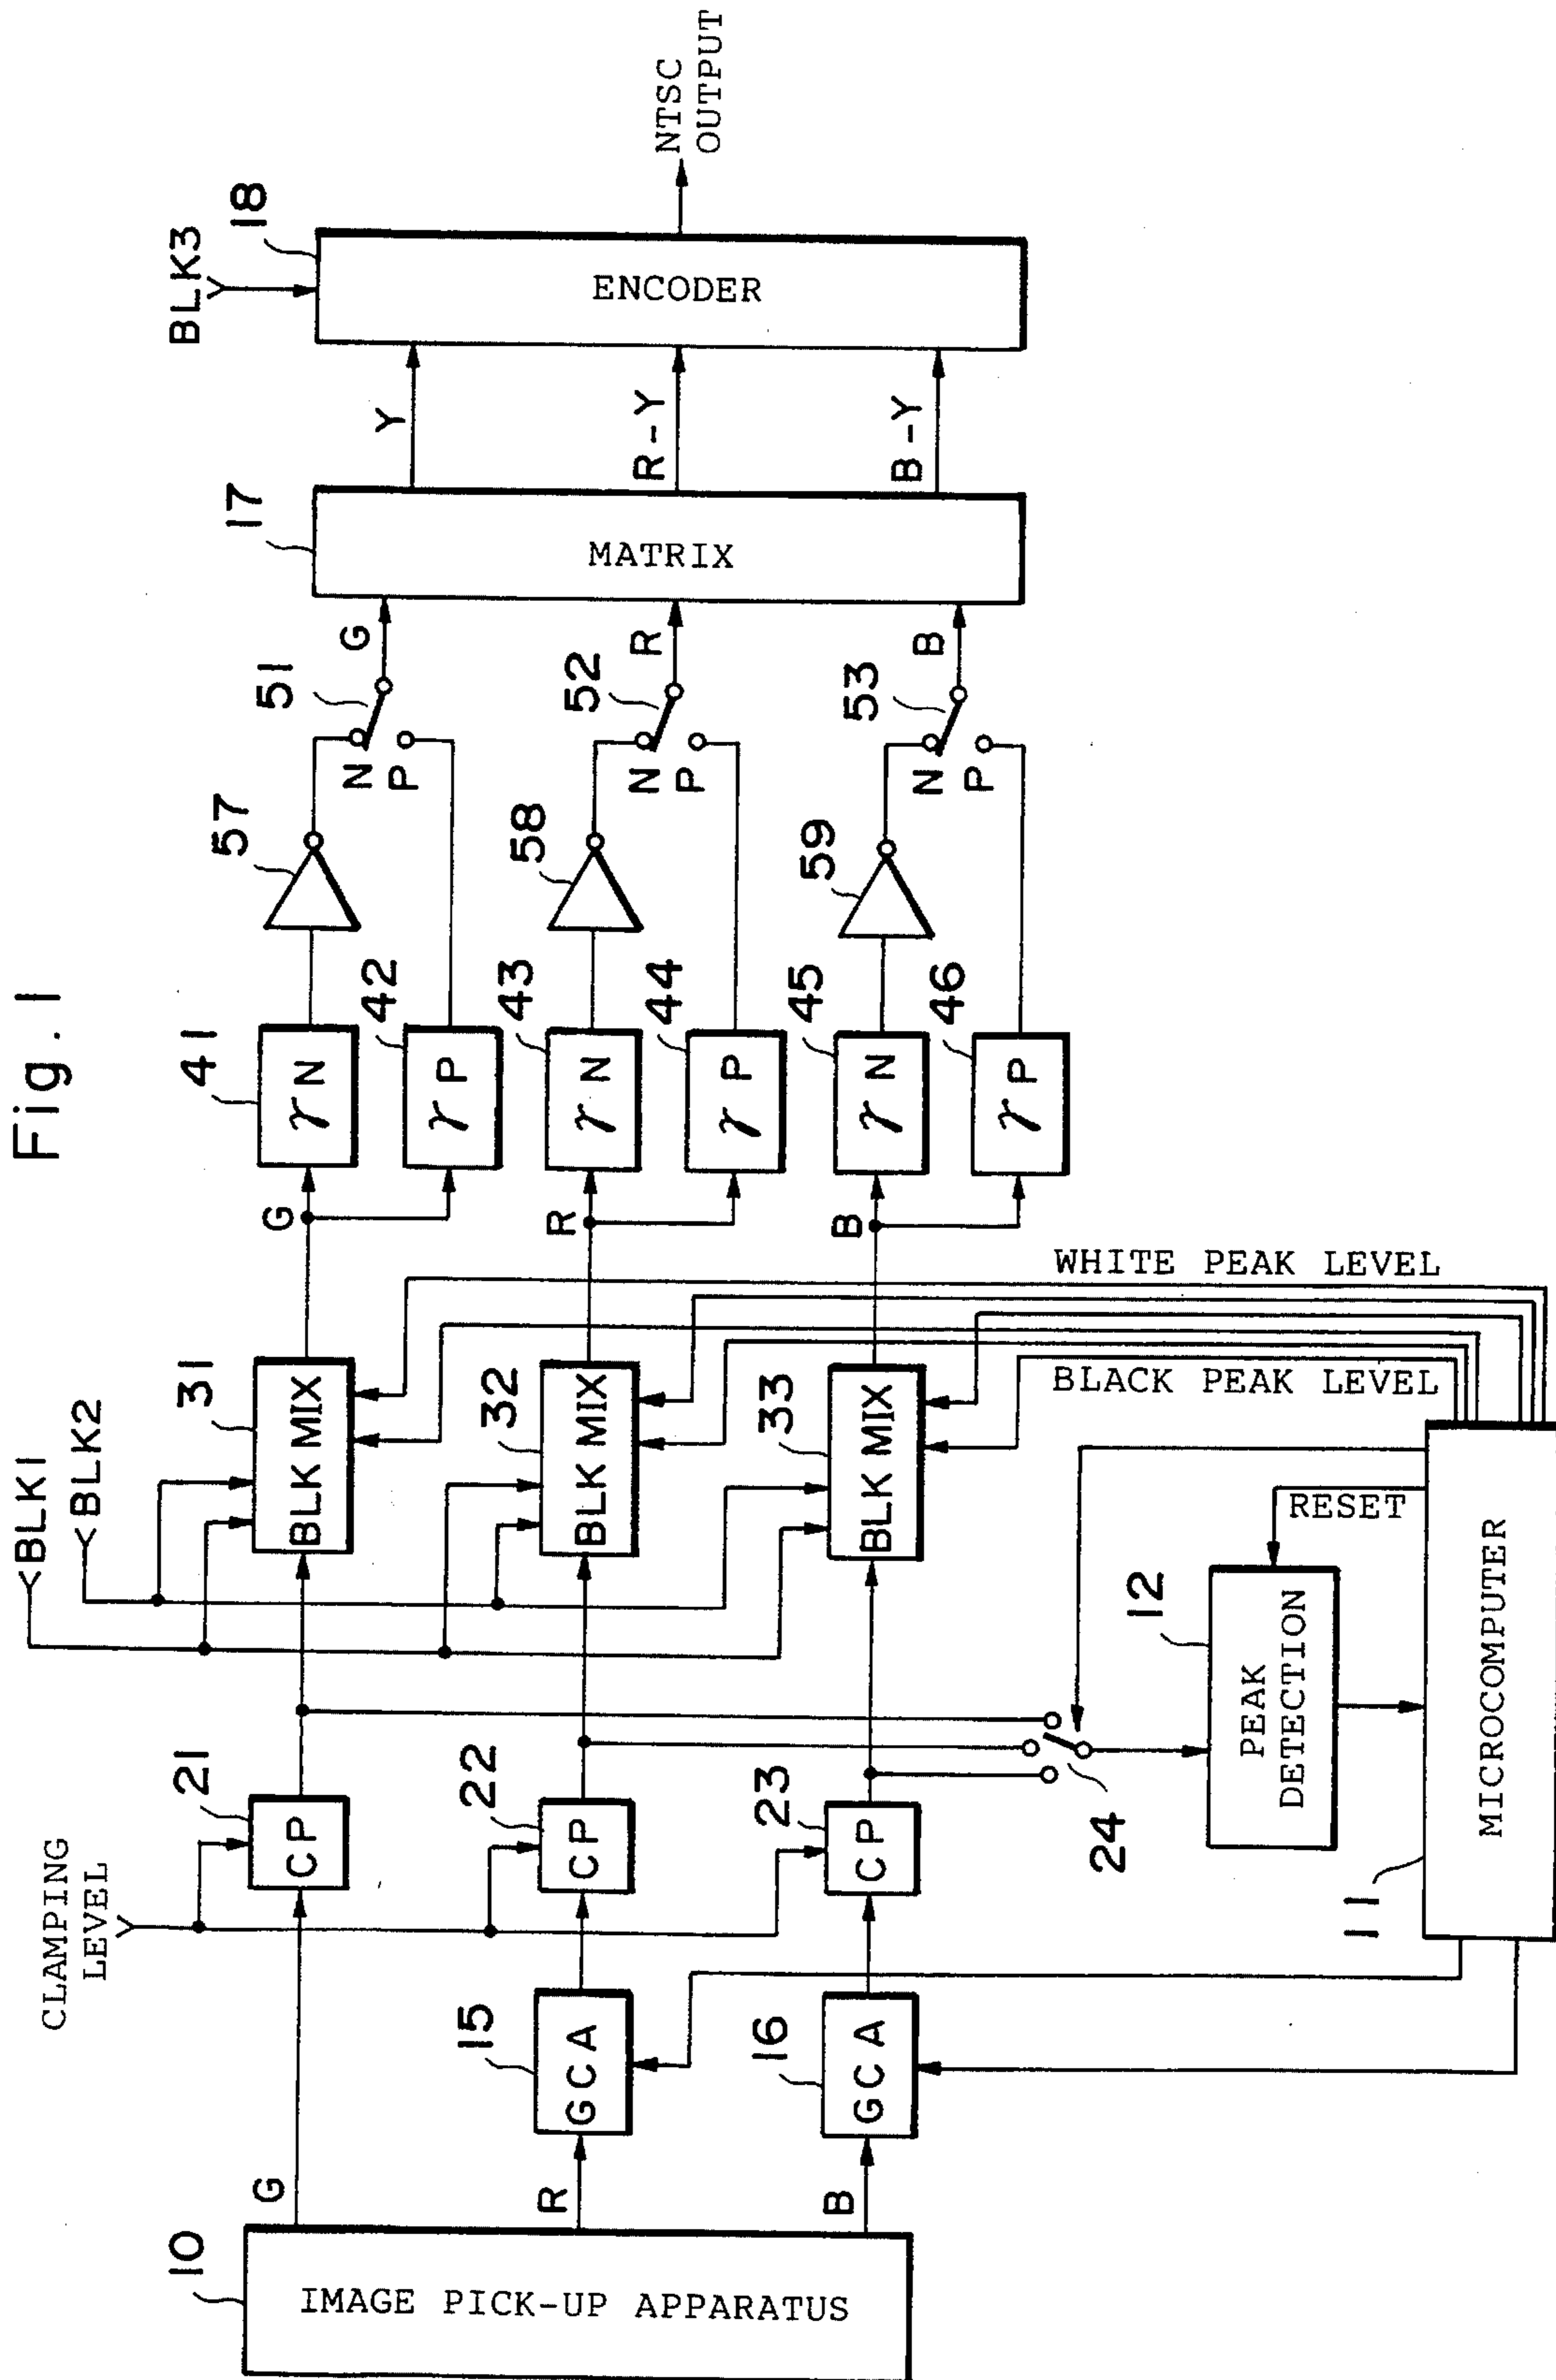 Fig. 1
CLAMPING
LEVEL
<BLK1
<BLK2
BLK3
10
IMAGE PICK-UP APPARATUS
G
R
B
15
GCA
16
GCA
21
CP
22
CP
23
CP
24
31
BLK MIX
32
BLK MIX
33
BLK MIX
12
PEAK
DETECTION
RESET
11
MICROCOMPUTER
WHITE PEAK LEVEL
BLACK PEAK LEVEL
G
R
B
41
γN
42
γP
43
γN
44
γP
45
γN
46
γP
57
58
59
N
P
51
N
P
52
N
P
53
G
R
B
17
MATRIX
Y
R-Y
B-Y
18
ENCODER
NTSC
OUTPUT